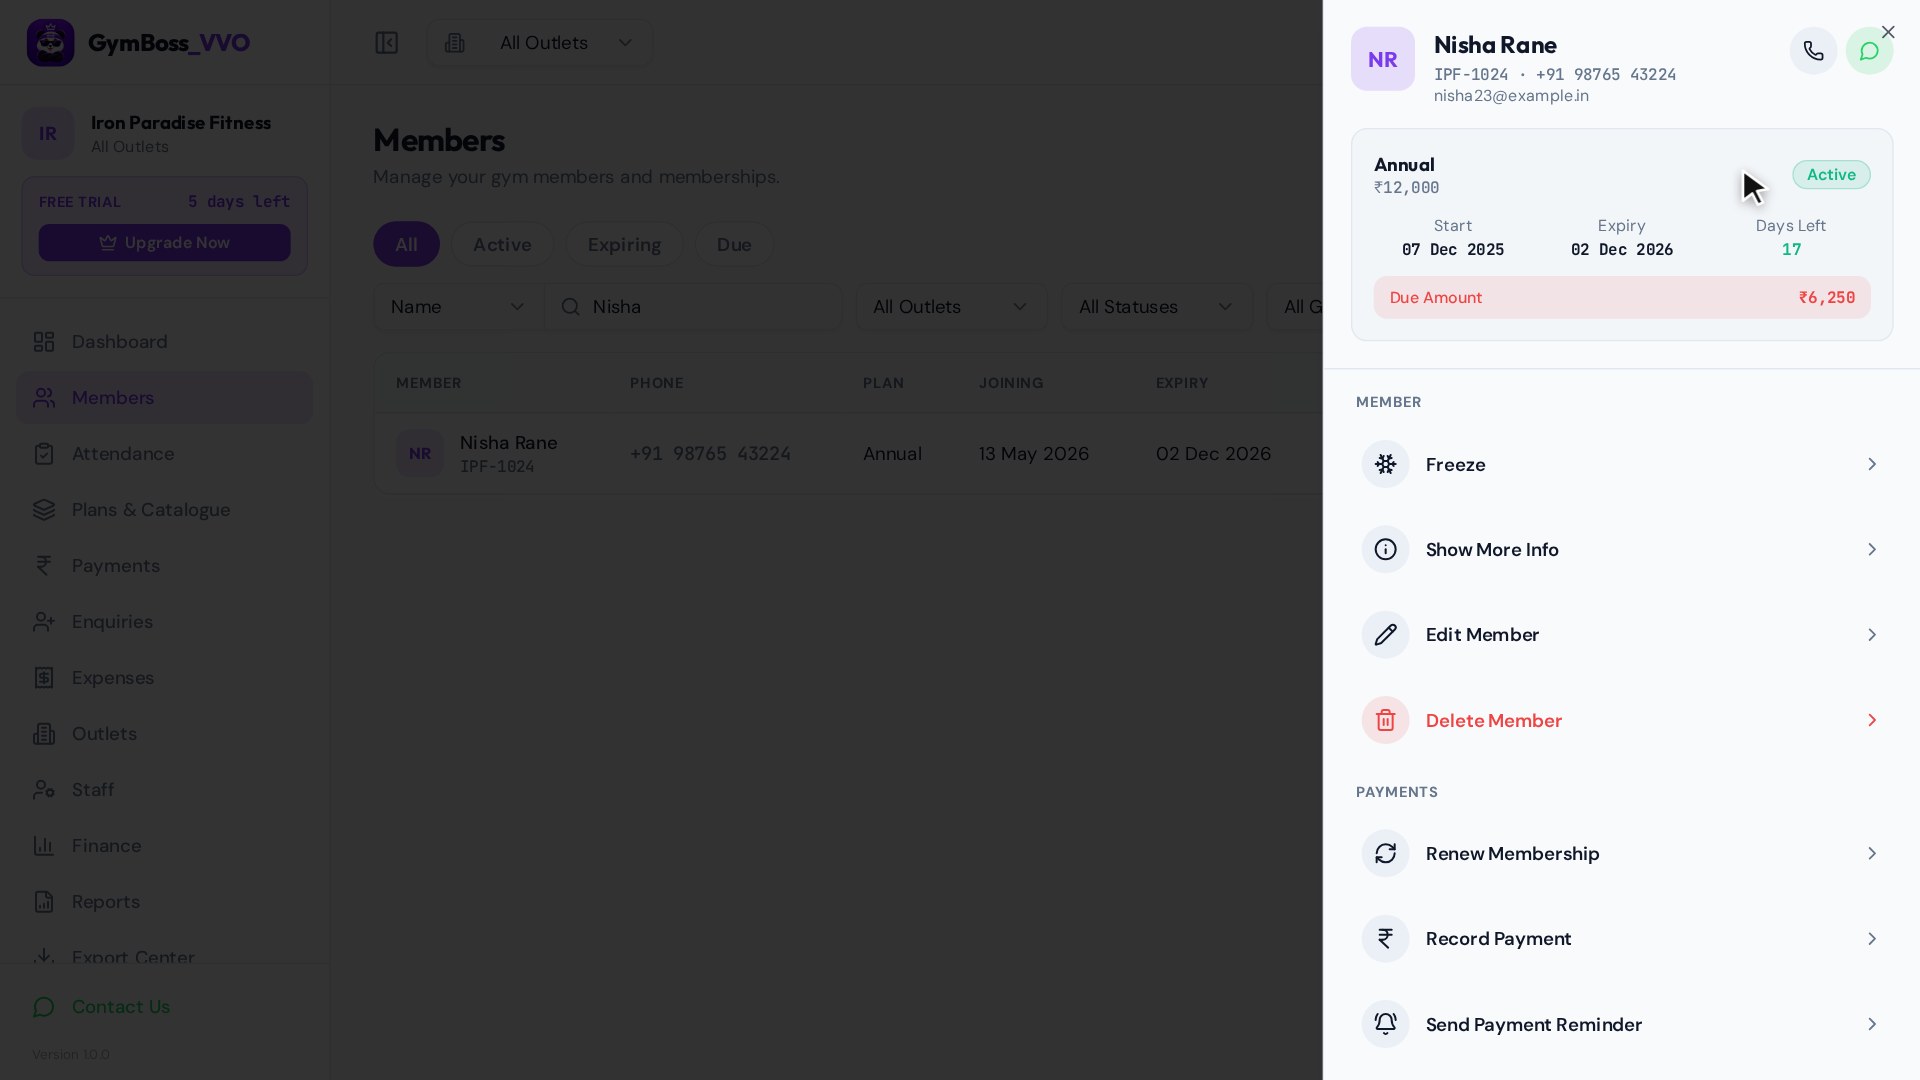 GymBoss_VVO
All Outlets
IR
Iron Paradise Fitness
All Outlets
FREE TRIAL
5 days left
Upgrade Now
Dashboard
Members
Attendance
Plans & Catalogue
Payments
Enquiries
Expenses
Outlets
Staff
Finance
Reports
Export Center
Contact Us
Version 1.0.0
Members
Manage your gym members and memberships.
All
Active
Expiring
Due
Name
Nisha
All Outlets
All Statuses
All G
MEMBER
PHONE
PLAN
JOINING
EXPIRY
NR
Nisha Rane
IPF-1024
+91 98765 43224
Annual
13 May 2026
02 Dec 2026
NR
Nisha Rane
IPF-1024 · +91 98765 43224
nisha23@example.in
Annual
₹12,000
Active
Start
07 Dec 2025
Expiry
02 Dec 2026
Days Left
17
Due Amount
₹6,250
MEMBER
Freeze
Show More Info
Edit Member
Delete Member
PAYMENTS
Renew Membership
Record Payment
Send Payment Reminder